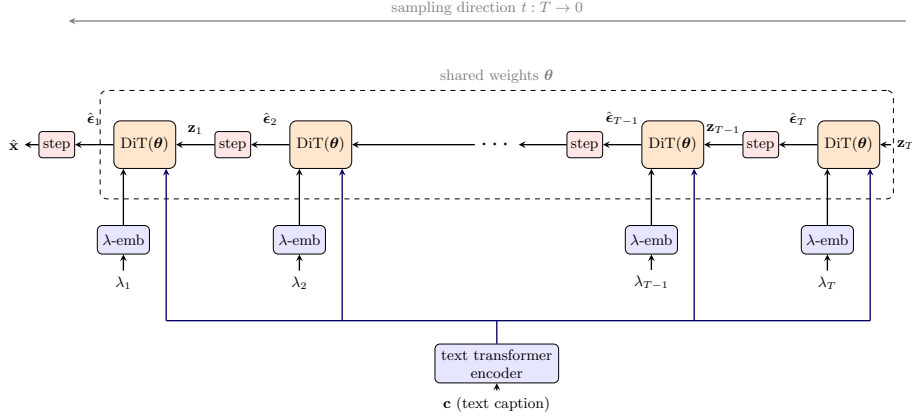 sampling direction t : T → 0
shared weights θ
x̂ step ε̂₁ DiT(θ) z₁ step ε̂₂ DiT(θ) · · · step ε̂_{T−1} DiT(θ) z_{T−1} step ε̂_T DiT(θ) z_T
λ-emb λ-emb λ-emb λ-emb
λ₁ λ₂ λ_{T−1} λ_T
text transformer
encoder
c (text caption)